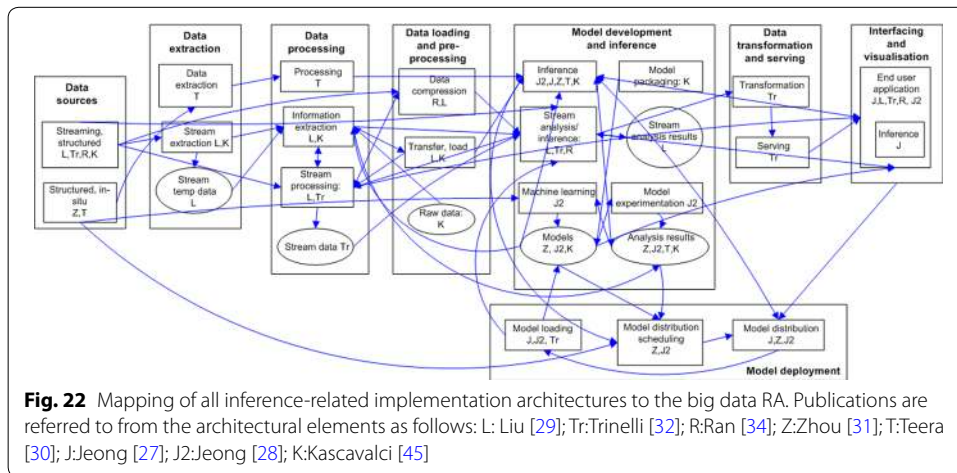 Data
sources
Streaming,
structured
L,Tr,R,K
Structured, in-
situ
Z,T
Data
extraction
Data
extraction
T
Stream
extraction L,K
Stream
temp data
L
Data
processing
Processing
T
Information
extraction
L,K
Stream
processing:
L,Tr
Stream data Tr
Data loading
and pre-
processing
Data
compression
R,L
Transfer, load
L,K
Raw data:
K
Model development
and inference
Inference
J2,J,Z,T,K
Model
packaging: K
Stream
analysis/
inference:
L,Tr,R
Stream
analysis results
L
Machine learning
J2
Model
experimentation J2
Models
Z, J2,K
Analysis results
Z,J2,T,K
Data
transformation
and serving
Transformation
Tr
Serving
Tr
Interfacing
and
visualisation
End user
application
J,L,Tr,R, J2
Inference
J
Model loading
J,J2, Tr
Model distribution
scheduling
Z,J2
Model distribution
J,Z,J2
Model deployment
Fig. 22 Mapping of all inference-related implementation architectures to the big data RA. Publications are
referred to from the architectural elements as follows: L: Liu [29]; Tr:Trinelli [32]; R:Ran [34]; Z:Zhou [31]; T:Teera
[30]; J:Jeong [27]; J2:Jeong [28]; K:Kascavalci [45]